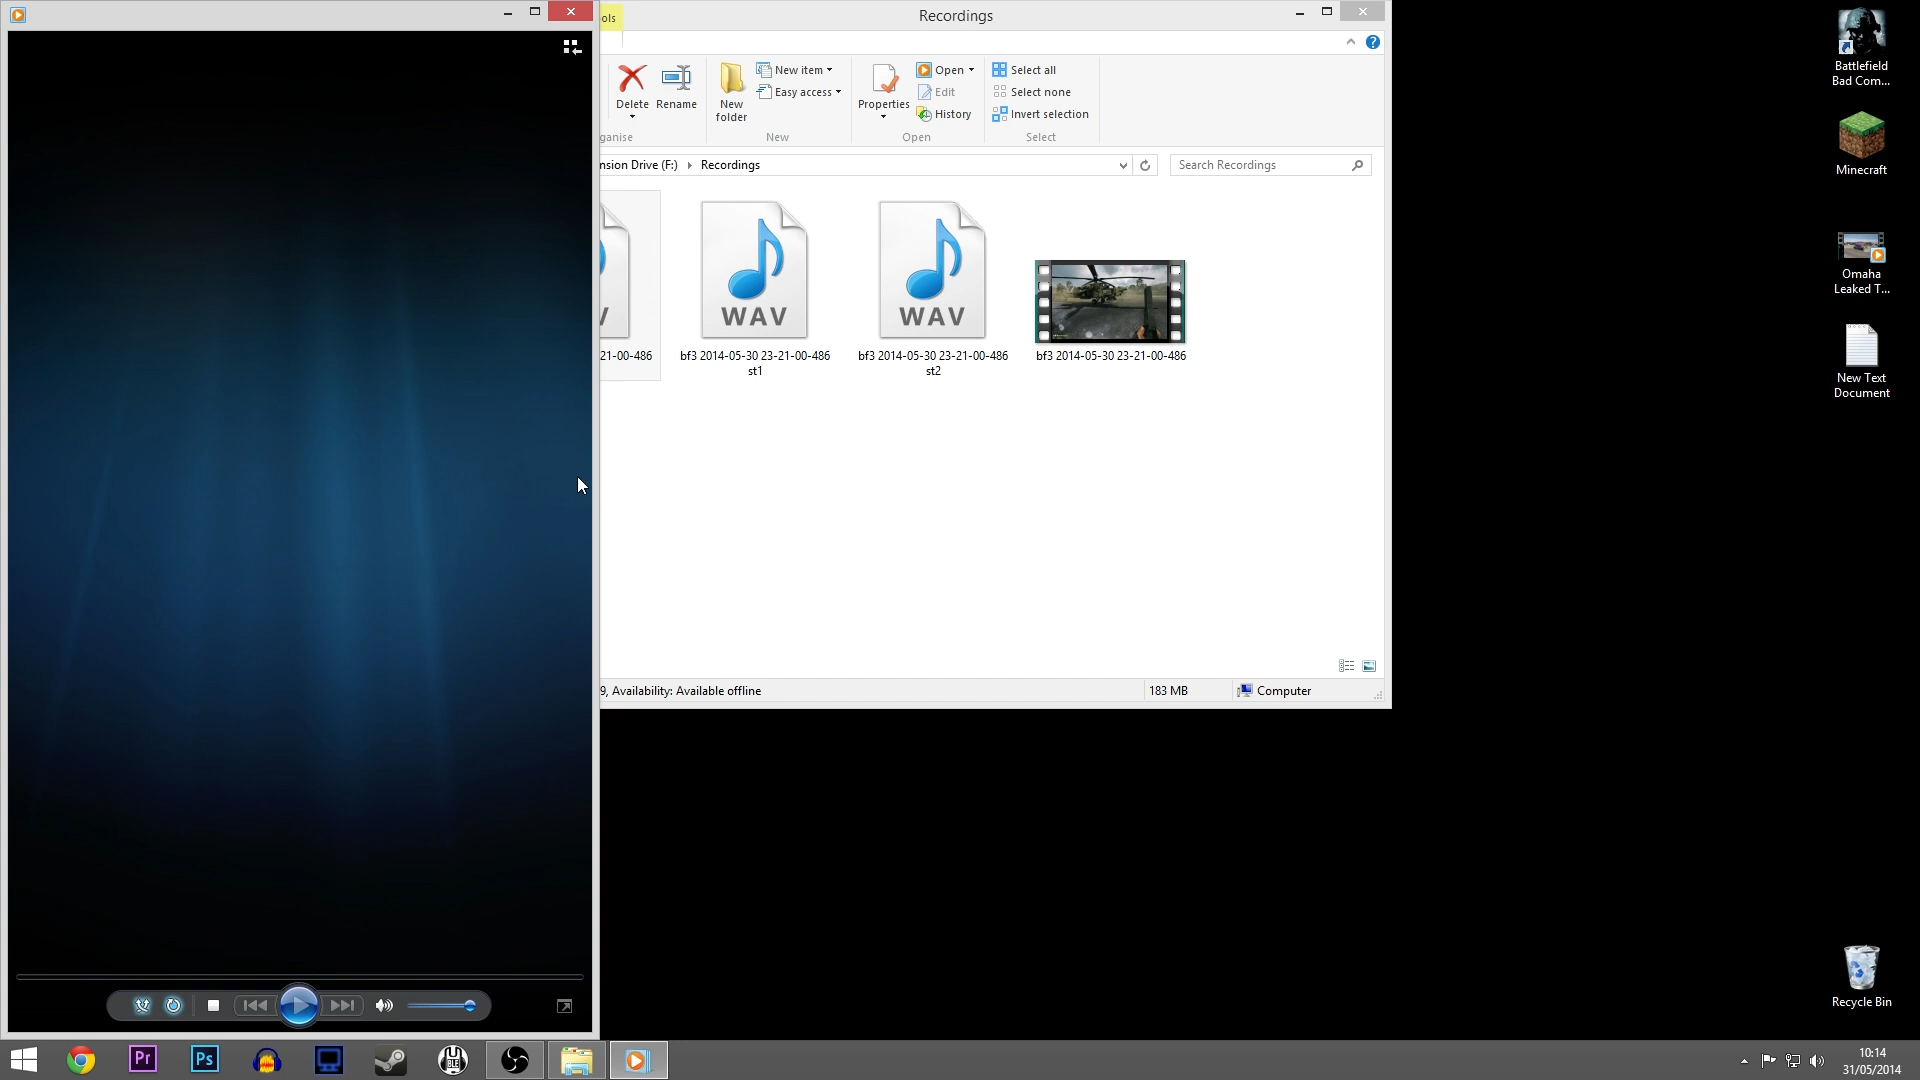 ols
Recordings
Delete
Rename
New
folder
New item
Easy access
Properties
Open
Edit
History
Select all
Select none
Invert selection
ganise
New
Open
Select
nsion Drive (F:)
Recordings
Search Recordings
V
WAV
WAV
21-00-486
bf3 2014-05-30 23-21-00-486
st1
bf3 2014-05-30 23-21-00-486
st2
bf3 2014-05-30 23-21-00-486
9, Availability: Available offline
183 MB
Computer
Battlefield
Bad Com...
Minecraft
Omaha
Leaked T...
New Text
Document
Recycle Bin
Pr
Ps
U
BLE
10:14
31/05/2014